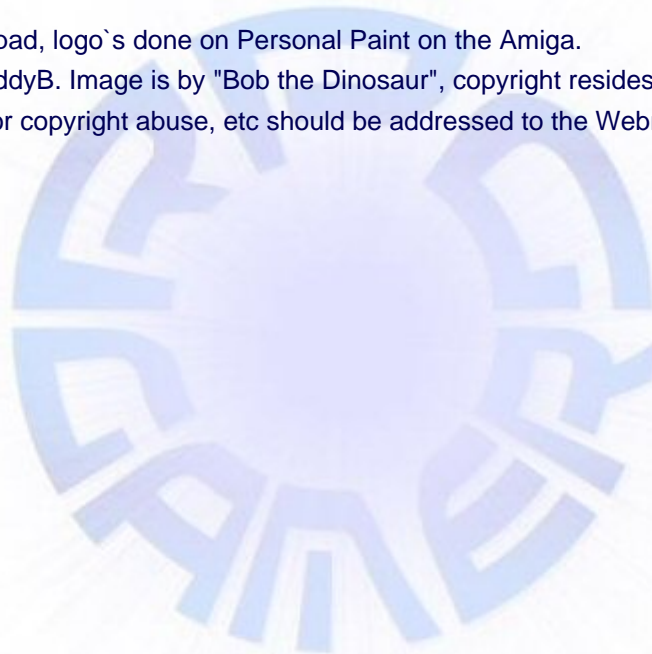 oad, logo`s done on Personal Paint on the Amiga.
ddyB. Image is by "Bob the Dinosaur", copyright resides
or copyright abuse, etc should be addressed to the Web